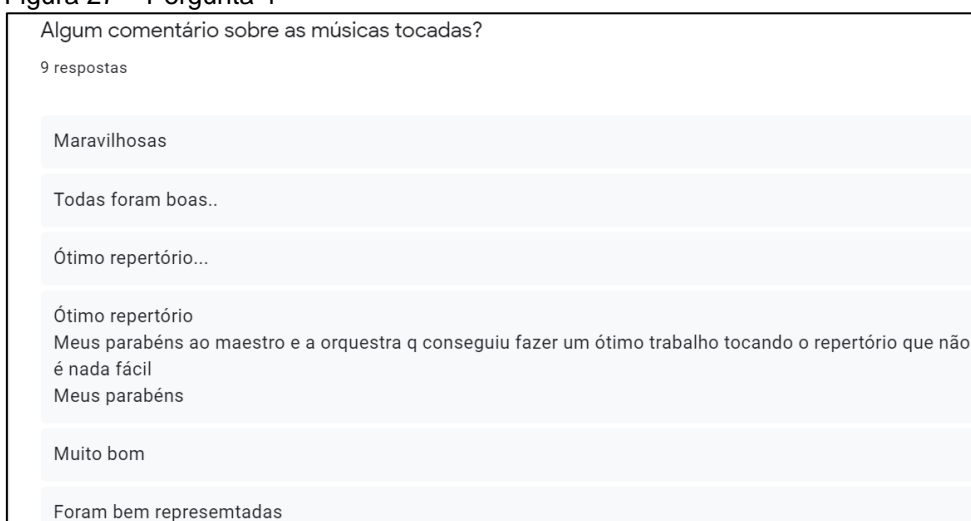 Algum comentário sobre as músicas tocadas?
9 respostas
Maravilhosas
Todas foram boas..
Ótimo repertório...
Ótimo repertório
Meus parabéns ao maestro e a orquestra q conseguiu fazer um ótimo trabalho tocando o repertório que não
é nada fácil
Meus parabéns
Muito bom
Foram bem represemtadas